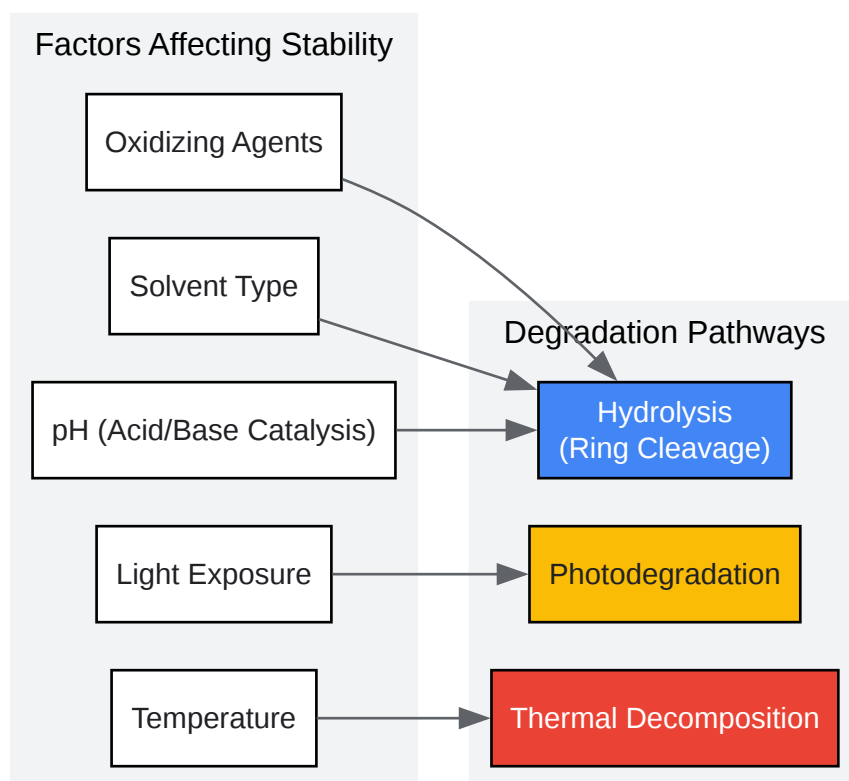 Factors Affecting Stability
Oxidizing Agents
Solvent Type
pH (Acid/Base Catalysis)
Light Exposure
Temperature
Degradation Pathways
Hydrolysis
(Ring Cleavage)
Photodegradation
Thermal Decomposition